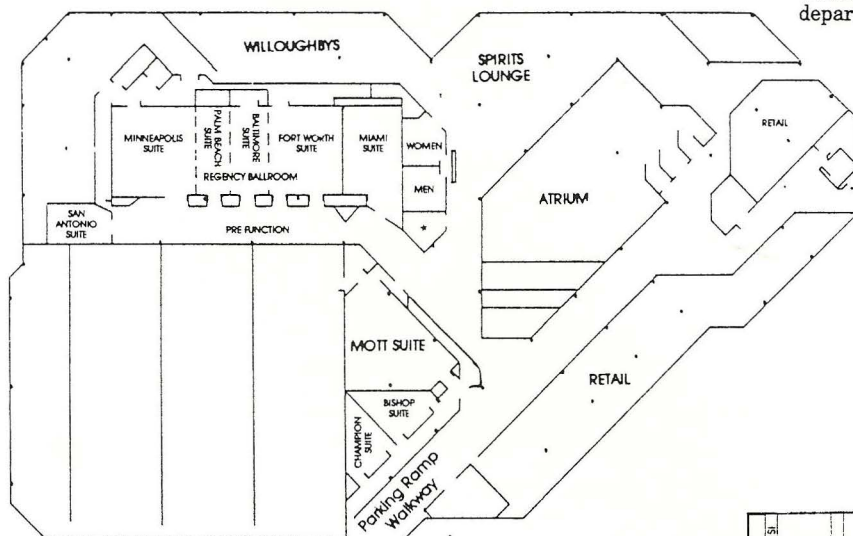 depar
WILLOUGHBYS
SPIRITS
LOUNGE
RETAIL
MINNEAPOLIS
SUITE
PALM BEACH
SUITE
BALTIMORE
SUITE
FORT WORTH
SUITE
MIAMI
SUITE
WOMEN
REGENCY BALLROOM
MEN
ATRIUM
SAN
ANTONIO
SUITE
PRE FUNCTION
MOTT SUITE
RETAIL
BISHOP
SUITE
CHAMPION
SUITE
Parking Ramp
Walkway